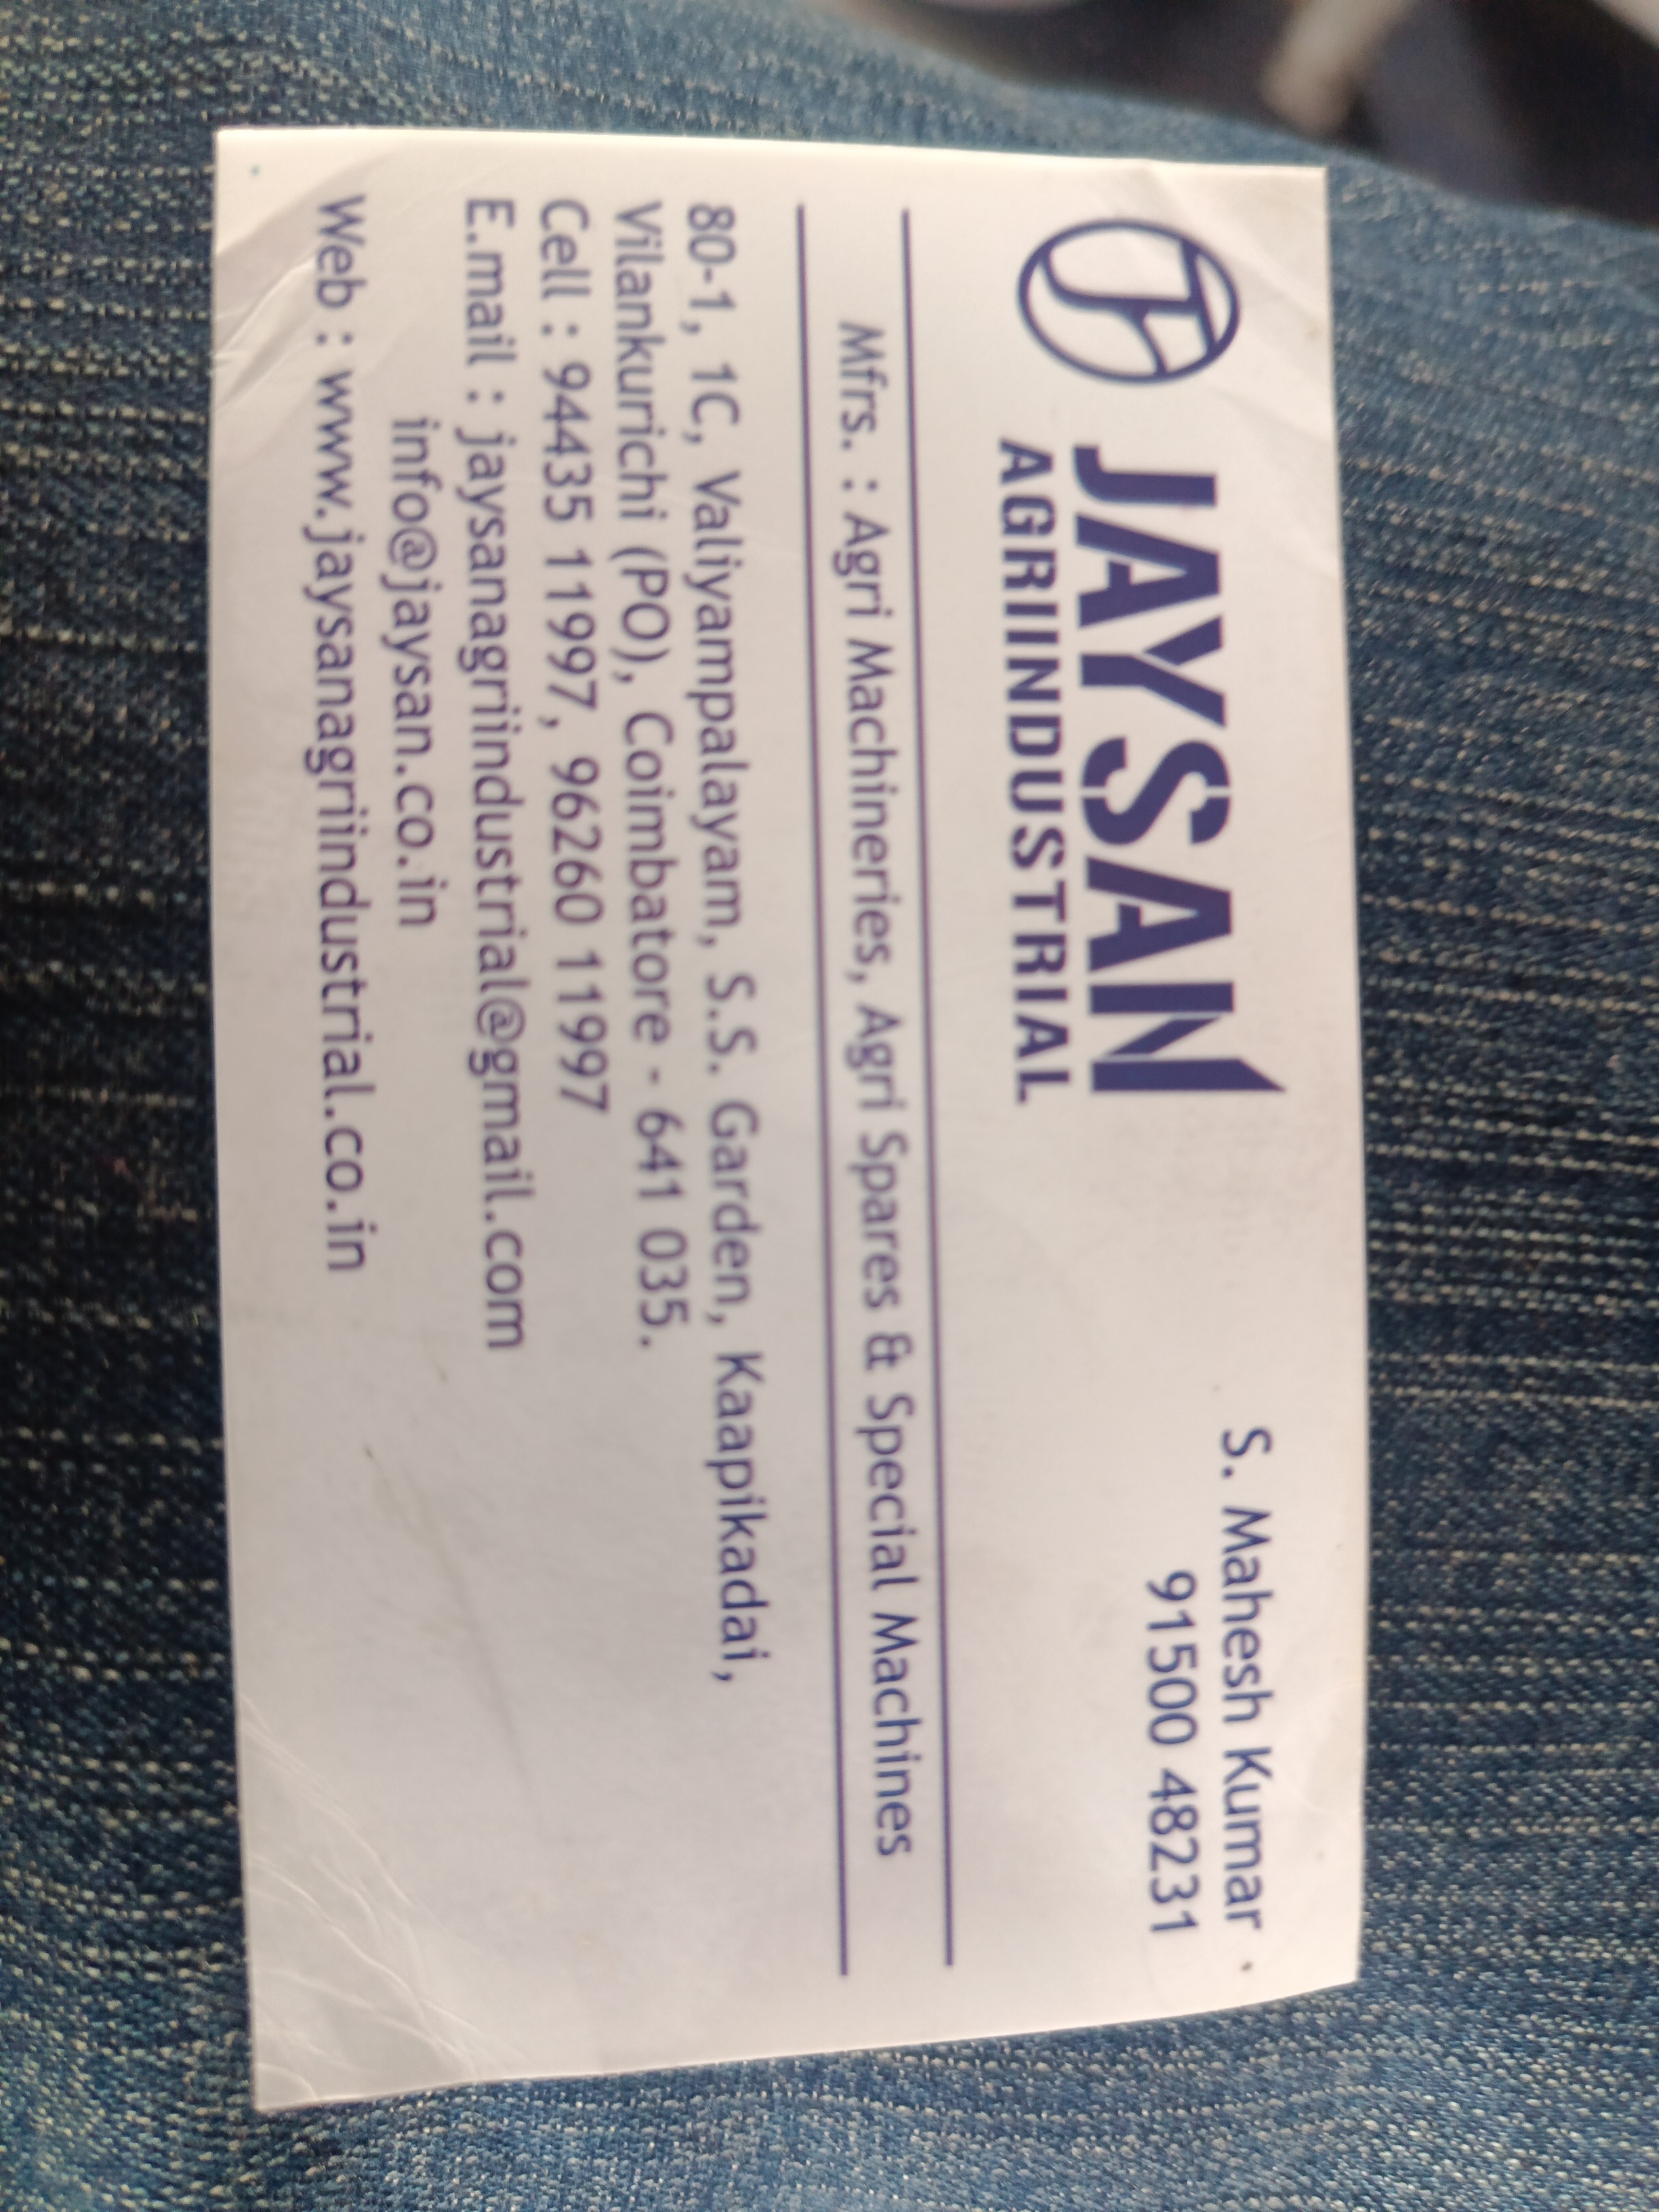 S. Mahesh Kumar
91500 48231
JAYSAN
AGRIINDUSTRIAL
Mfrs. : Agri Machineries, Agri Spares & Special Machines
80-1, 1C, Valiyampalayam, S.S. Garden, Kaapikadai,
Vilankurichi (PO), Coimbatore - 641 035.
Cell : 94435 11997, 96260 11997
E.mail : jaysanagriindustrial@gmail.com
info@jaysan.co.in
Web : www.jaysanagriindustrial.co.in